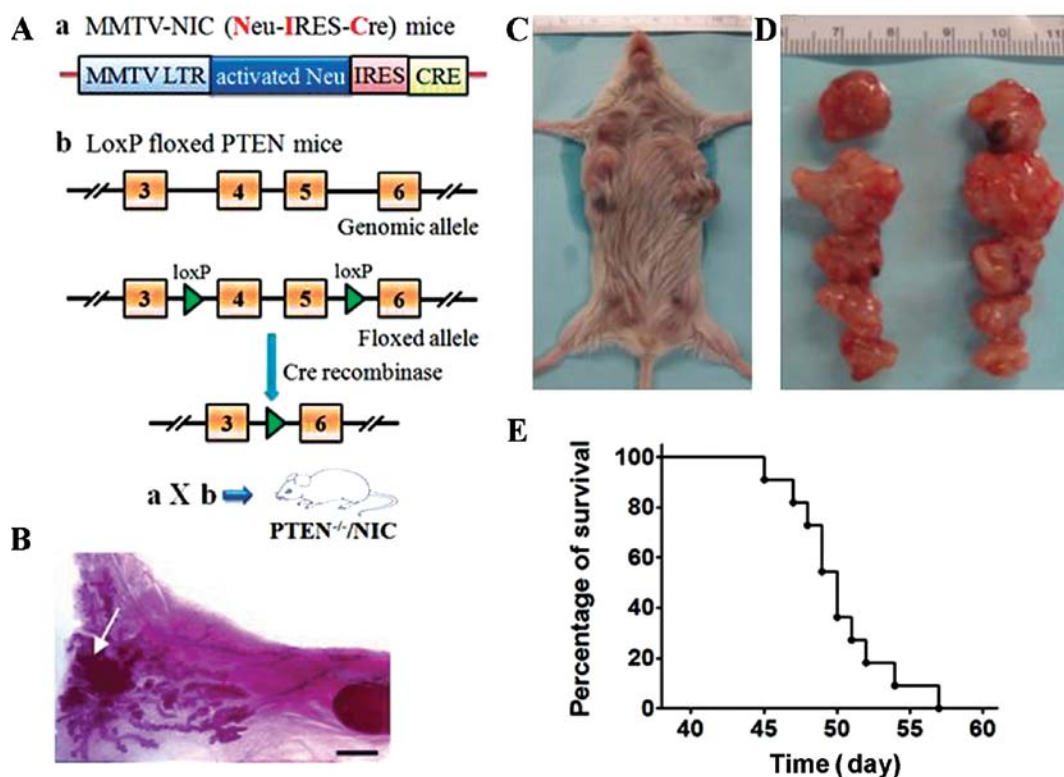 A
a MMTV-NIC (Neu-IRES-Cre) mice
MMTV LTR activated Neu IRES CRE
b LoxP floxed PTEN mice
3 4 5 6
Genomic allele
loxP loxP
3 4 5 6
Floxed allele
Cre recombinase
3 6
a X b
PTEN-/-/NIC
B
C
D
7 8 9 10 11
E
Percentage of survival
100
80
60
40
20
0
40 45 50 55 60
Time (day)